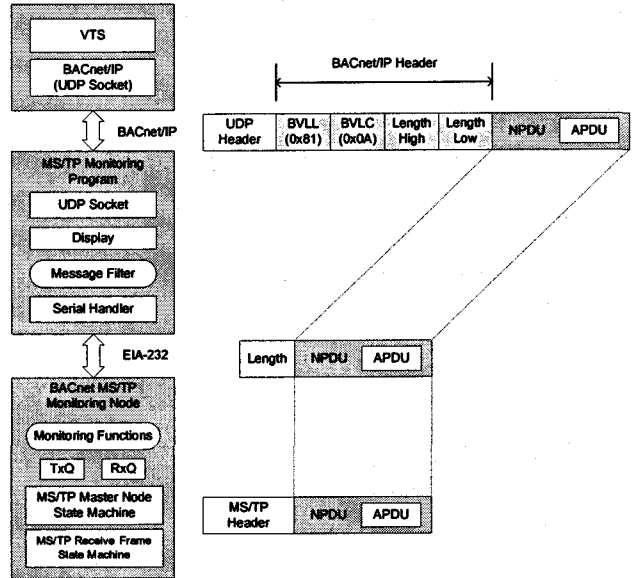 VTS
BACnet/IP
(UDP Socket)
BACnet/IP
MS/TP Monitoring
Program
UDP Socket
Display
Message Filter
Serial Handler
EIA-232
BACnet MS/TP
Monitoring Node
Monitoring Functions
TxQ RxQ
MS/TP Master Node
State Machine
MS/TP Receive Frame
State Machine
BACnet/IP Header
UDP
Header
BVLL
(0x81)
BVLC
(0x0A)
Length
High
Length
Low
NPDU
APDU
Length NPDU APDU
MS/TP
Header
NPDU
APDU